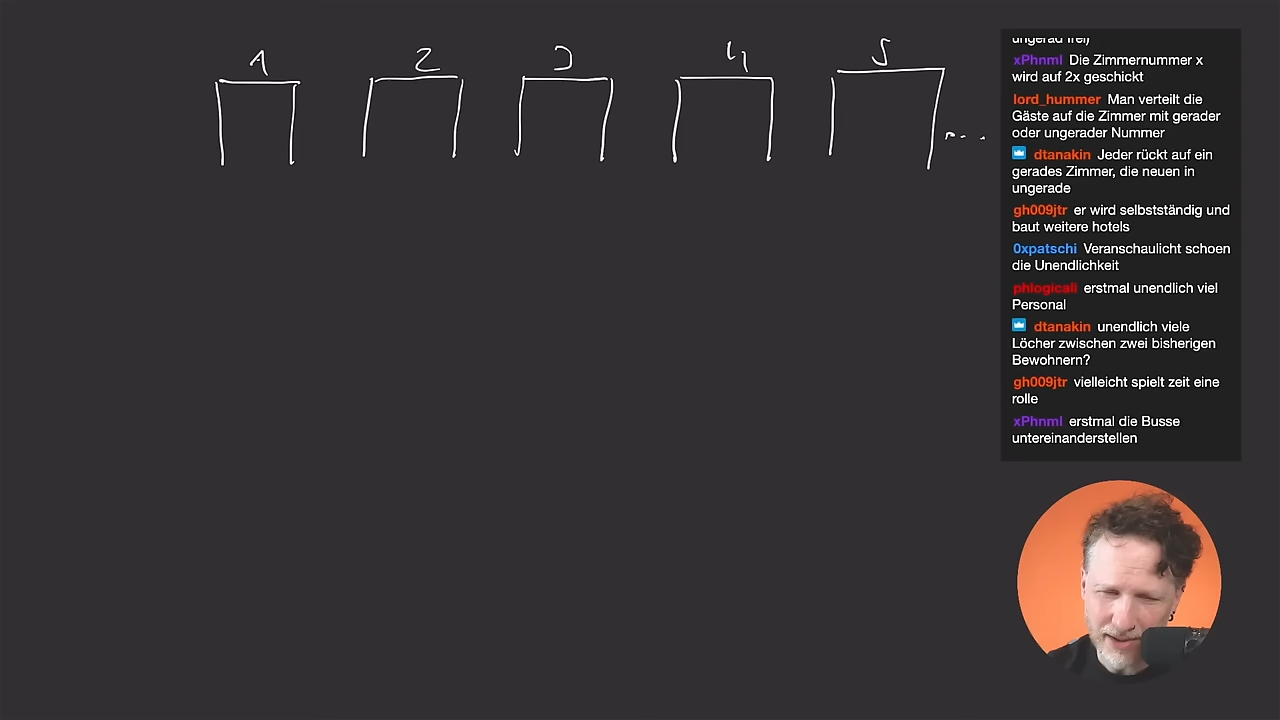 1 2 3 4 5
...
ungerad frei)
xPhnml Die Zimmernummer x
wird auf 2x geschickt
lord_hummer Man verteilt die
Gäste auf die Zimmer mit gerader
oder ungerader Nummer
dtanakin Jeder rückt auf ein
gerades Zimmer, die neuen in
ungerade
gh009jtr er wird selbstständig und
baut weitere hotels
0xpatschi Veranschaulicht schoen
die Unendlichkeit
phlogicali erstmal unendlich viel
Personal
dtanakin unendlich viele
Löcher zwischen zwei bisherigen
Bewohnern?
gh009jtr vielleicht spielt zeit eine
rolle
xPhnml erstmal die Busse
untereinanderstellen